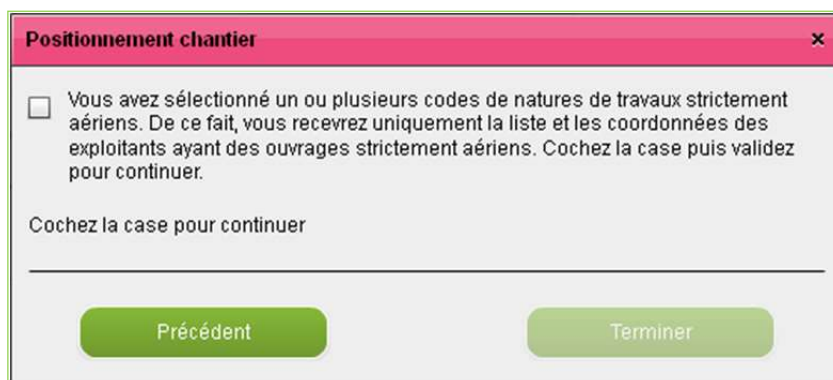 Positionnement chantier ×
Vous avez sélectionné un ou plusieurs codes de natures de travaux strictement
aériens. De ce fait, vous recevrez uniquement la liste et les coordonnées des
exploitants ayant des ouvrages strictement aériens. Cochez la case puis validez
pour continuer.
Cochez la case pour continuer
Précédent Terminer